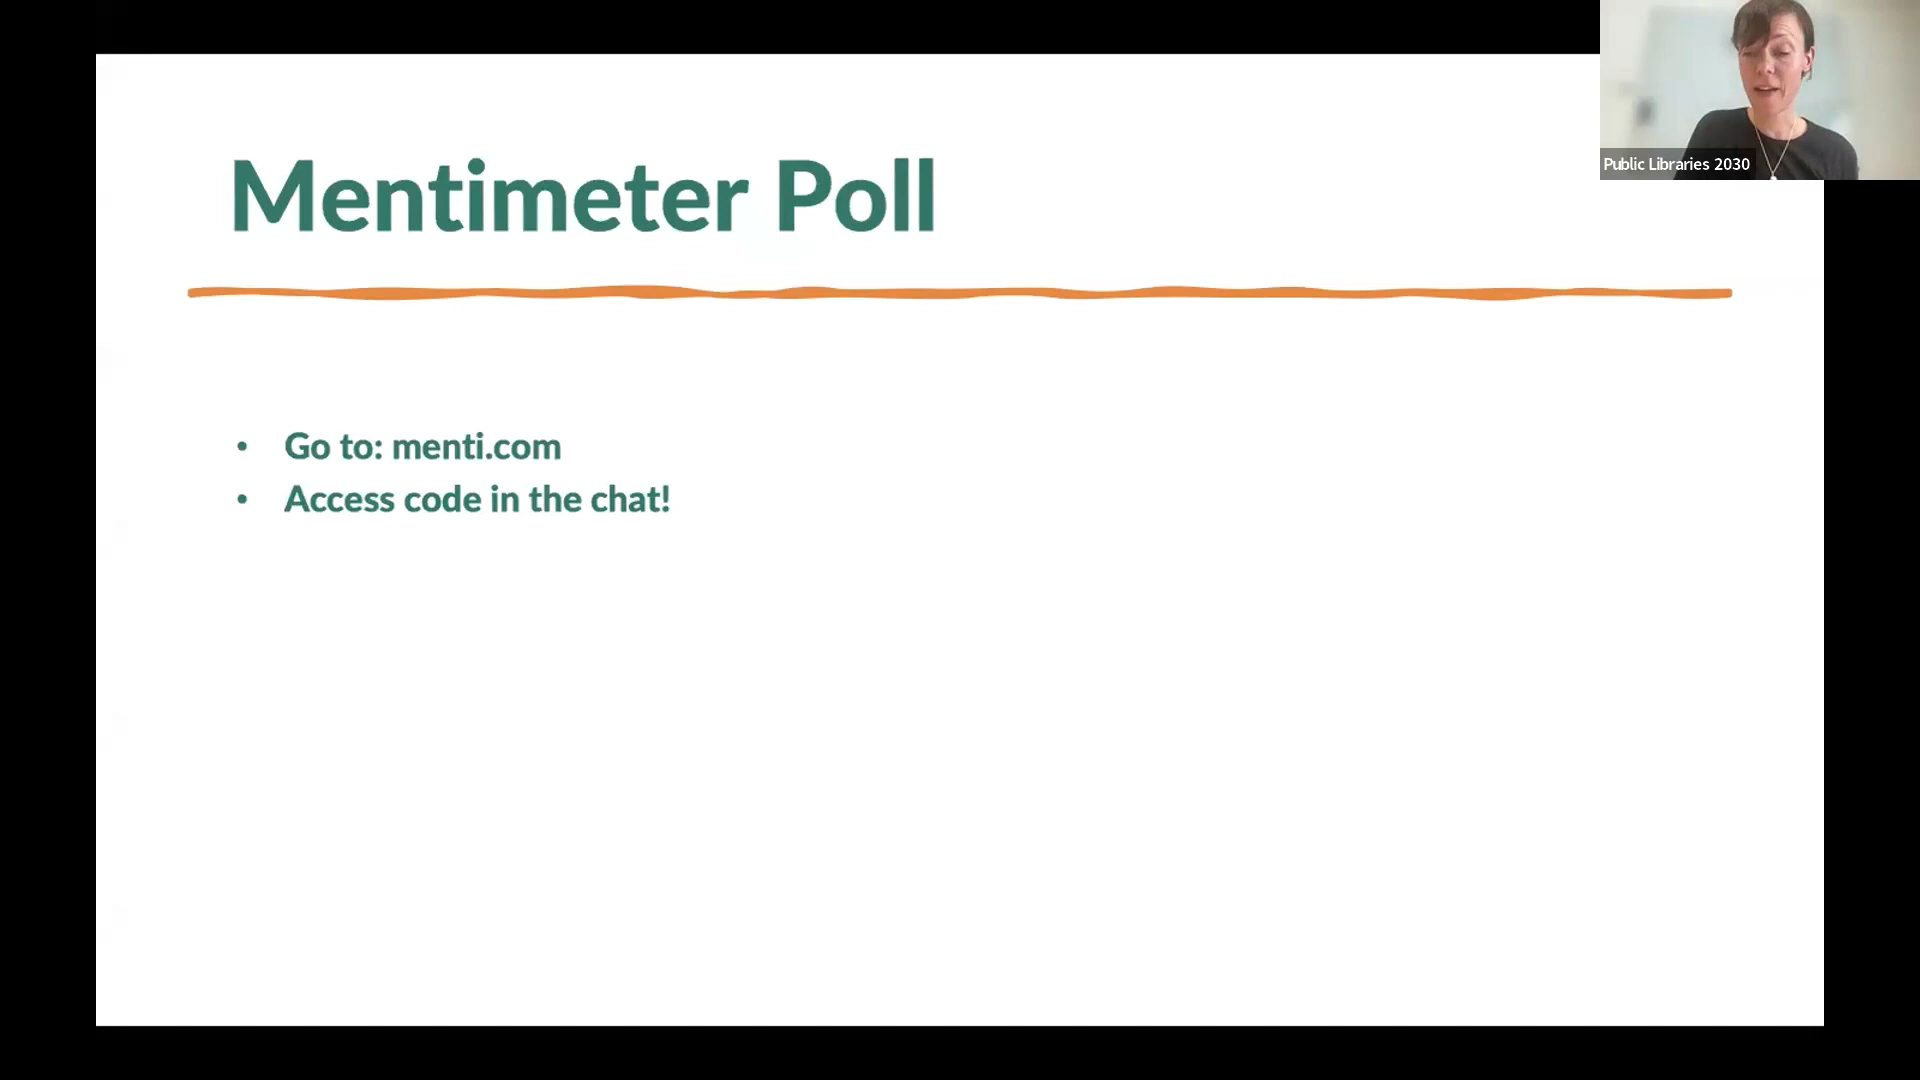 Mentimeter Poll
Public Libraries 2030
• Go to: menti.com
• Access code in the chat!